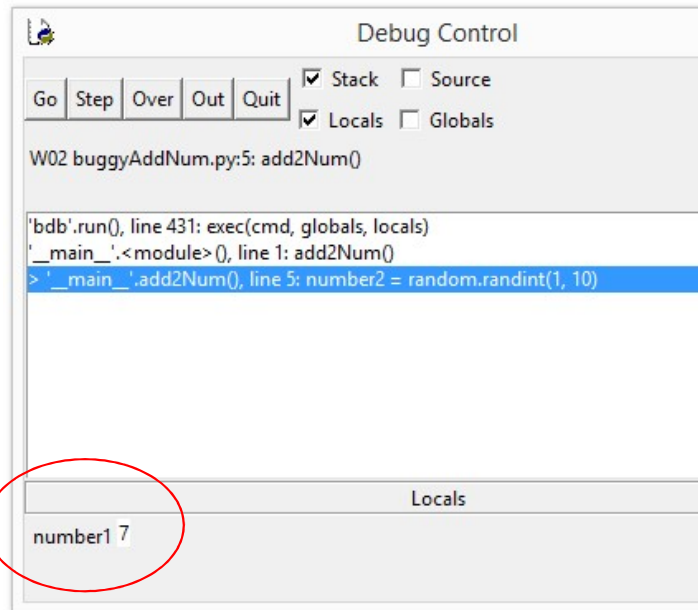 Debug Control
Go Step Over Out Quit
Stack Source
Locals Globals
W02 buggyAddNum.py:5: add2Num()
'bdb'.run(), line 431: exec(cmd, globals, locals)
'__main__'.<module>(), line 1: add2Num()
> '__main__'.add2Num(), line 5: number2 = random.randint(1, 10)
Locals
number1 7